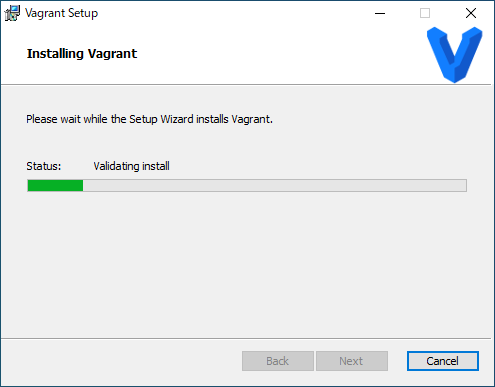 Vagrant Setup
Installing Vagrant
Please wait while the Setup Wizard installs Vagrant.
Status: Validating install
Back Next Cancel